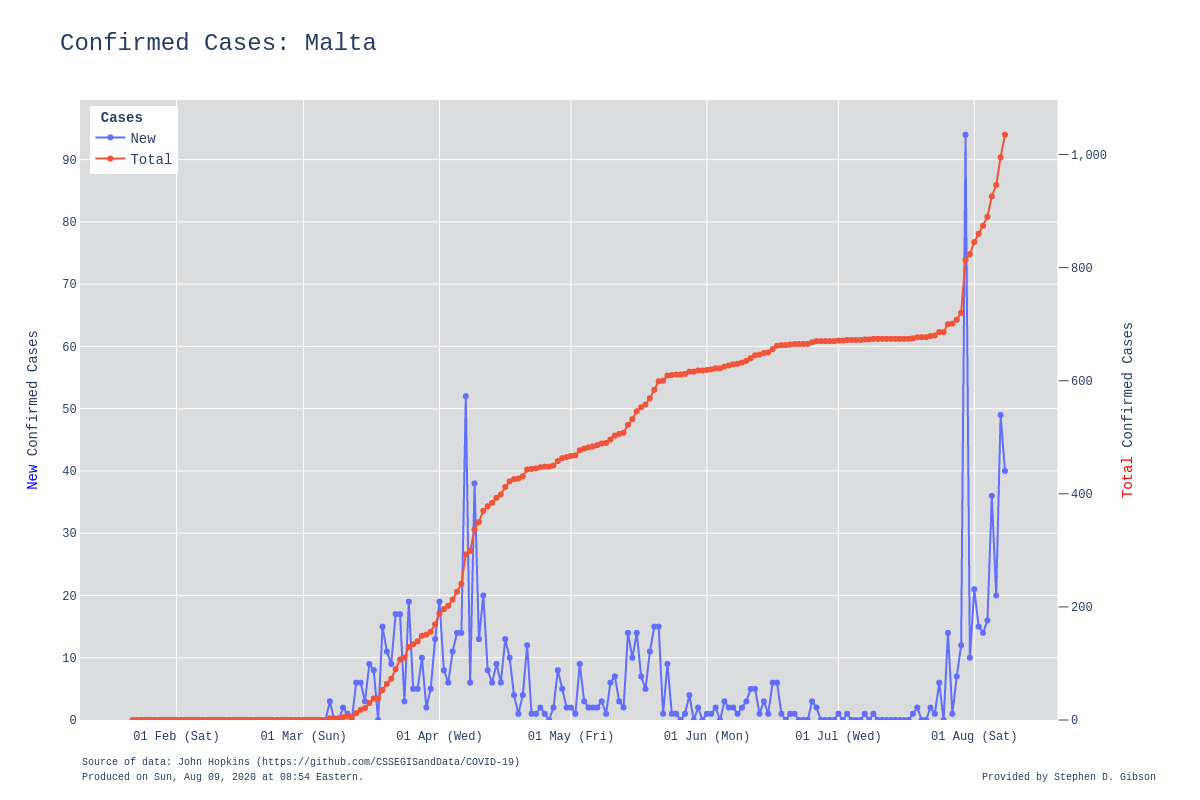 Confirmed Cases: Malta
Cases
New
Total
90
80
70
60
50
40
30
20
10
0
1,000
800
600
400
200
0
New Confirmed Cases
Total Confirmed Cases
01 Feb (Sat)
01 Mar (Sun)
01 Apr (Wed)
01 May (Fri)
01 Jun (Mon)
01 Jul (Wed)
01 Aug (Sat)
Source of data: John Hopkins (https://github.com/CSSEGISandData/COVID-19)
Produced on Sun, Aug 09, 2020 at 08:54 Eastern.
Provided by Stephen D. Gibson